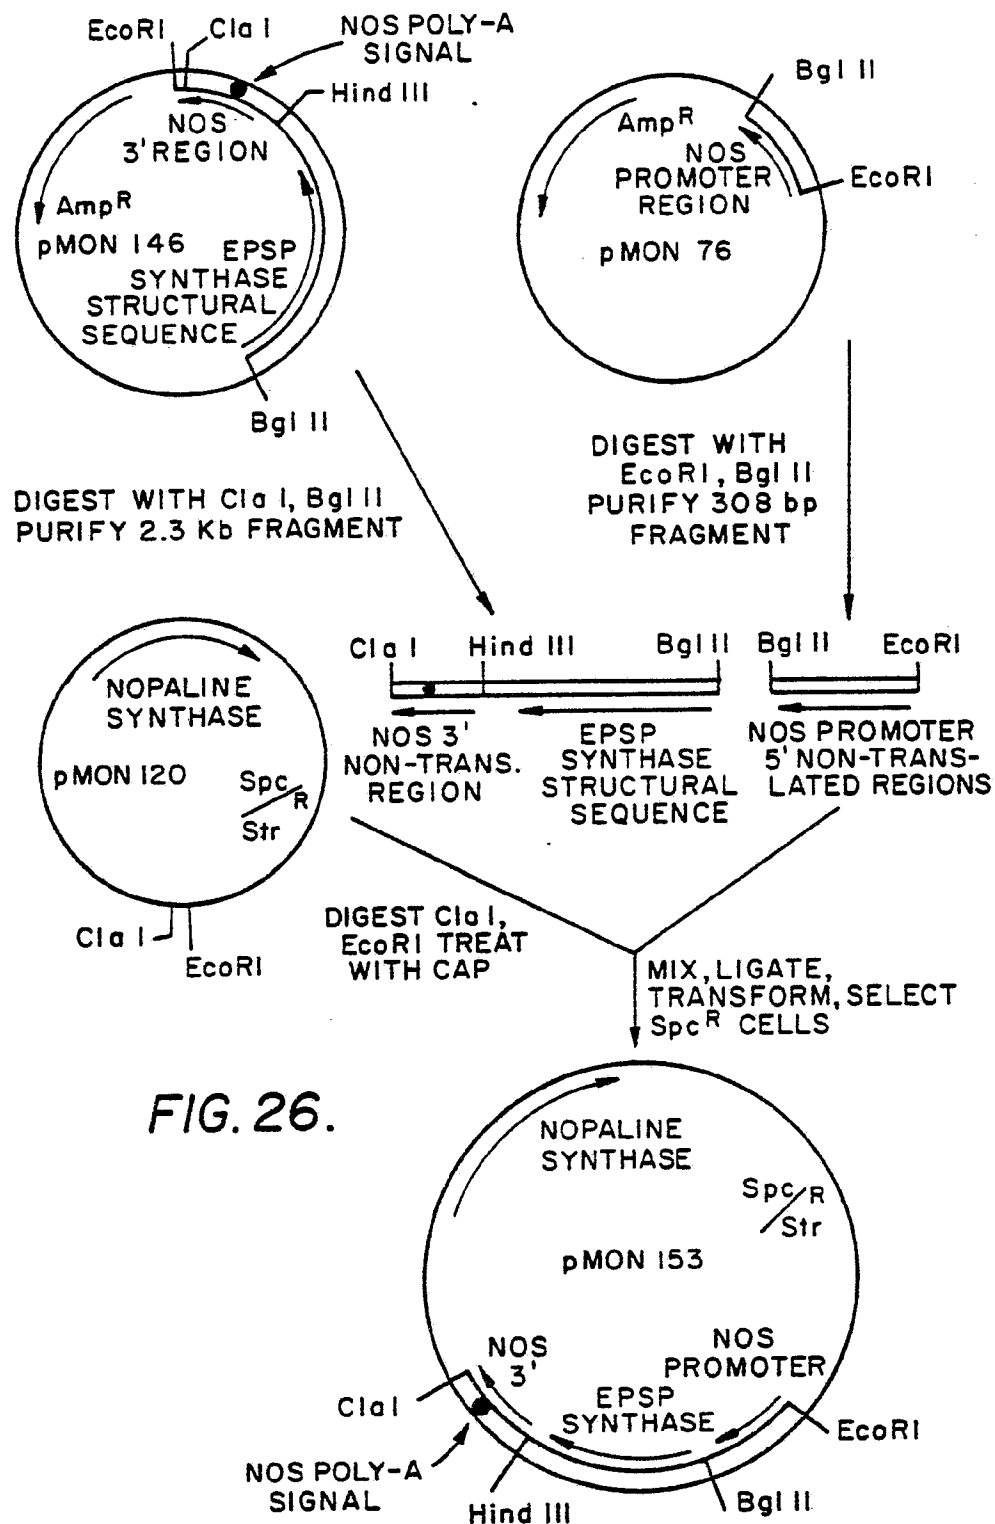 EcoRI
Cla I
NOS POLY-A
SIGNAL
Hind III
NOS
3' REGION
AmpR
pMON 146
EPSP
SYNTHASE
STRUCTURAL
SEQUENCE
Bgl II
Bgl II
AmpR
NOS
PROMOTER
REGION
EcoRI
pMON 76
DIGEST WITH Cla I, Bgl II
PURIFY 2.3 Kb FRAGMENT
DIGEST WITH
EcoRI, Bgl II
PURIFY 308 bp
FRAGMENT
Cla I
Hind III
Bgl II
Bgl II
EcoRI
NOS 3'
NON-TRANS.
REGION
EPSP
SYNTHASE
STRUCTURAL
SEQUENCE
NOS PROMOTER
5' NON-TRANS-
LATED REGIONS
NOPALINE
SYNTHASE
pMON 120
Spc/R
Str
Cla I
EcoRI
DIGEST Cla I,
EcoRI TREAT
WITH CAP
MIX, LIGATE,
TRANSFORM, SELECT
SpcR CELLS
FIG. 26.
NOPALINE
SYNTHASE
Spc/R
Str
pMON 153
NOS
3'
NOS
PROMOTER
EPSP
SYNTHASE
ClaI
EcoRI
NOS POLY-A
SIGNAL
Hind III
Bgl II